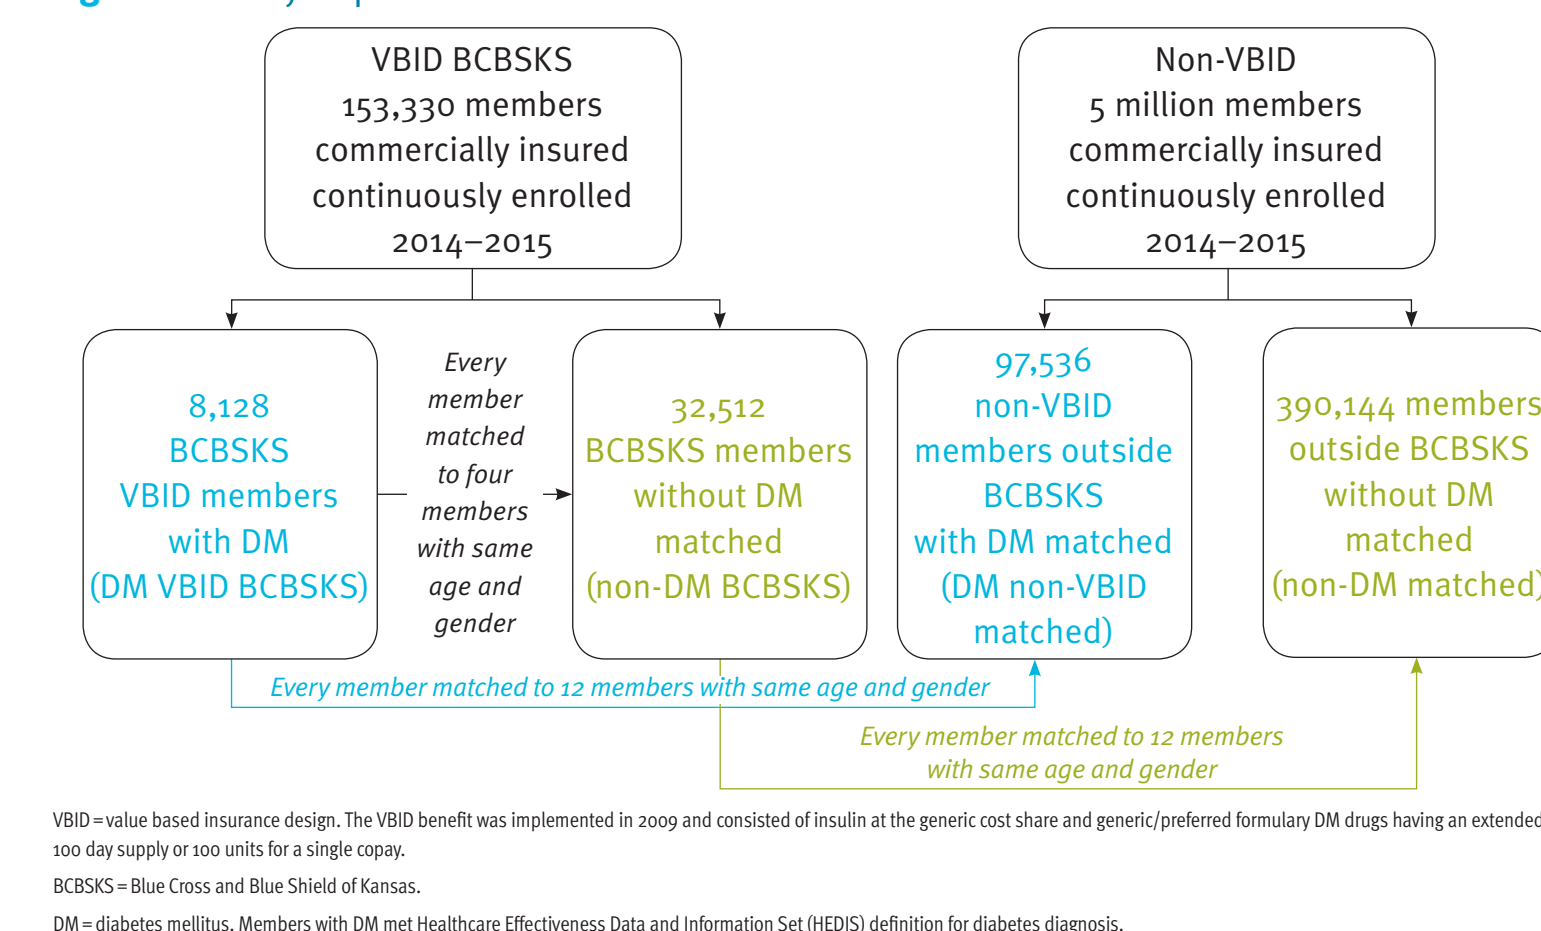 VBID BCBSKS
153,330 members
commercially insured
continuously enrolled
2014–2015
Non-VBID
5 million members
commercially insured
continuously enrolled
2014–2015
8,128
BCBSKS
VBID members
with DM
(DM VBID BCBSKS)
Every
member
matched
to four
members
with same
age and
gender
32,512
BCBSKS members
without DM
matched
(non-DM BCBSKS)
97,536
non-VBID
members outside
BCBSKS
with DM matched
(DM non-VBID
matched)
390,144 members
outside BCBSKS
without DM
matched
(non-DM matched)
Every member matched to 12 members with same age and gender
Every member matched to 12 members
with same age and gender
VBID = value based insurance design. The VBID benefit was implemented in 2009 and consisted of insulin at the generic cost share and generic/preferred formulary DM drugs having an extended
100 day supply or 100 units for a single copay.
BCBSKS = Blue Cross and Blue Shield of Kansas.
DM = diabetes mellitus. Members with DM met Healthcare Effectiveness Data and Information Set (HEDIS) definition for diabetes diagnosis.